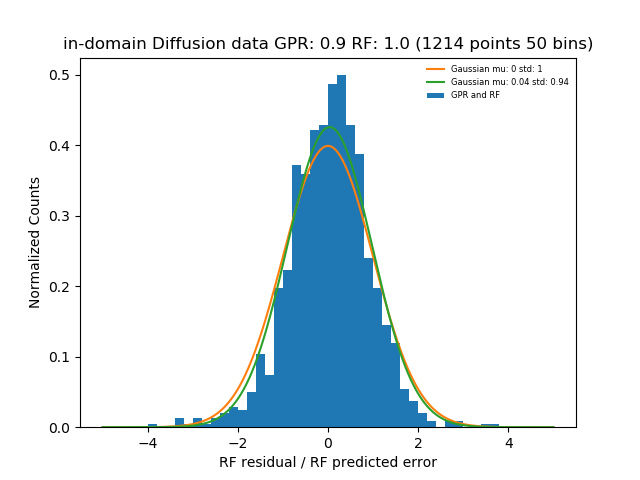 in-domain Diffusion data GPR: 0.9 RF: 1.0 (1214 points 50 bins)
Gaussian mu: 0 std: 1
Gaussian mu: 0.04 std: 0.94
GPR and RF
Normalized Counts
0.5
0.4
0.3
0.2
0.1
0.0
−4
−2
0
2
4
RF residual / RF predicted error